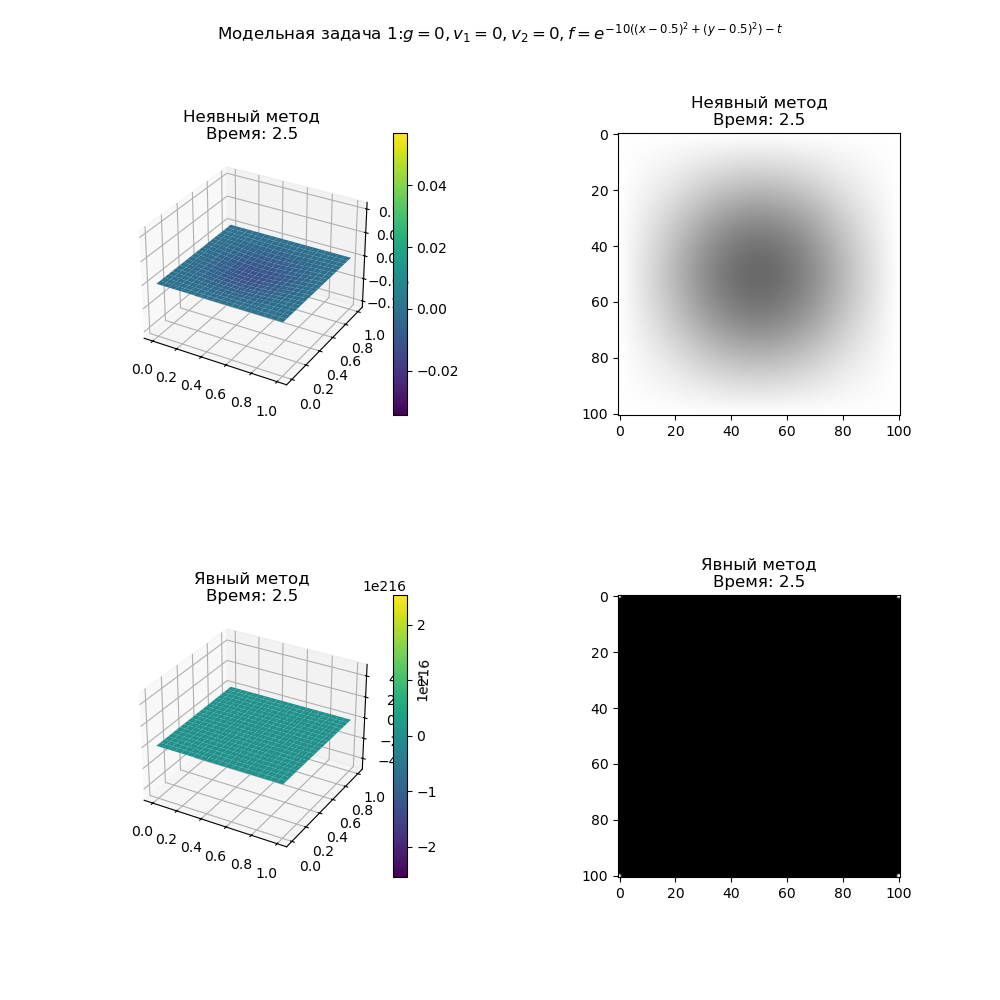 Модельная задача 1:g = 0, v₁ = 0, v₂ = 0, f = e^{−10((x−0.5)²+(y−0.5)²)−t}
Неявный метод
Время: 2.5
0.04
0.02
0.00
−0.02
0.0 0.2 0.4 0.6 0.8 1.0
0.0 0.2 0.4 0.6 0.8 1.0
Неявный метод
Время: 2.5
0
20
40
60
80
100
0 20 40 60 80 100
Явный метод
Время: 2.5
1e216
2
1
0
−1
−2
1e216
0.0 0.2 0.4 0.6 0.8 1.0
0.0 0.2 0.4 0.6 0.8 1.0
Явный метод
Время: 2.5
0
20
40
60
80
100
0 20 40 60 80 100